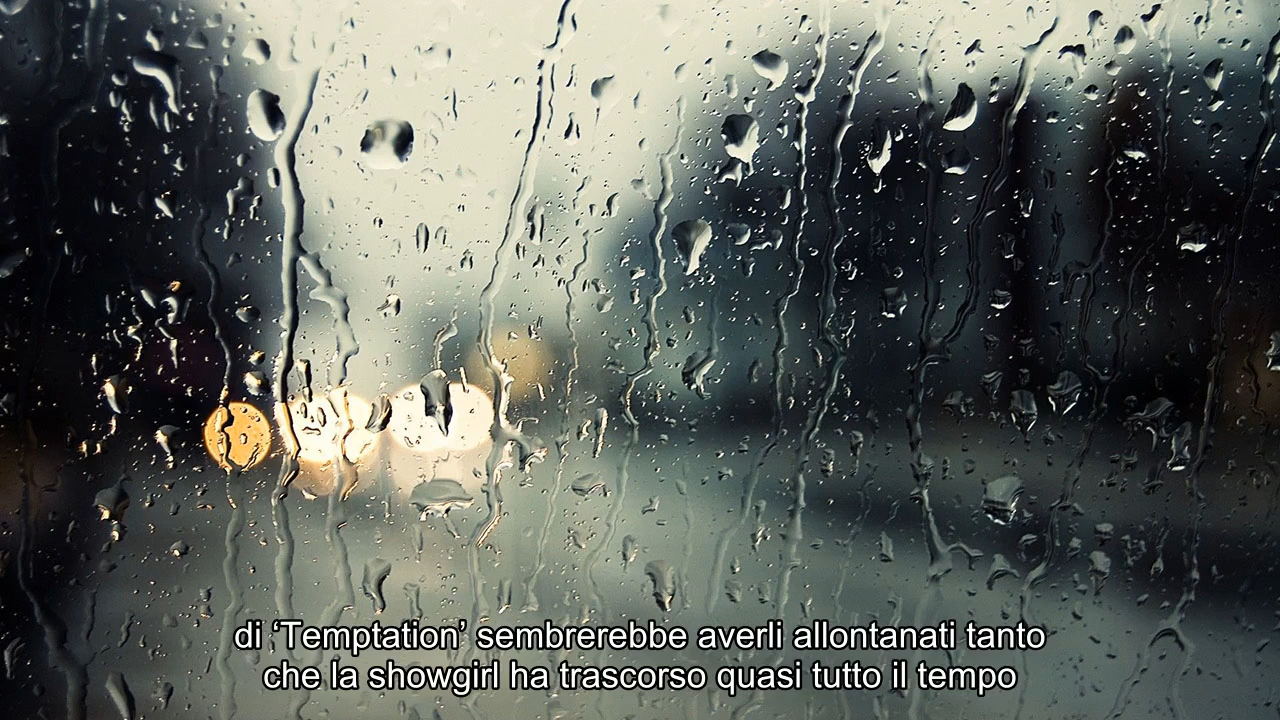 di ‘Temptation’ sembrerebbe averli allontanati tanto
che la showgirl ha trascorso quasi tutto il tempo